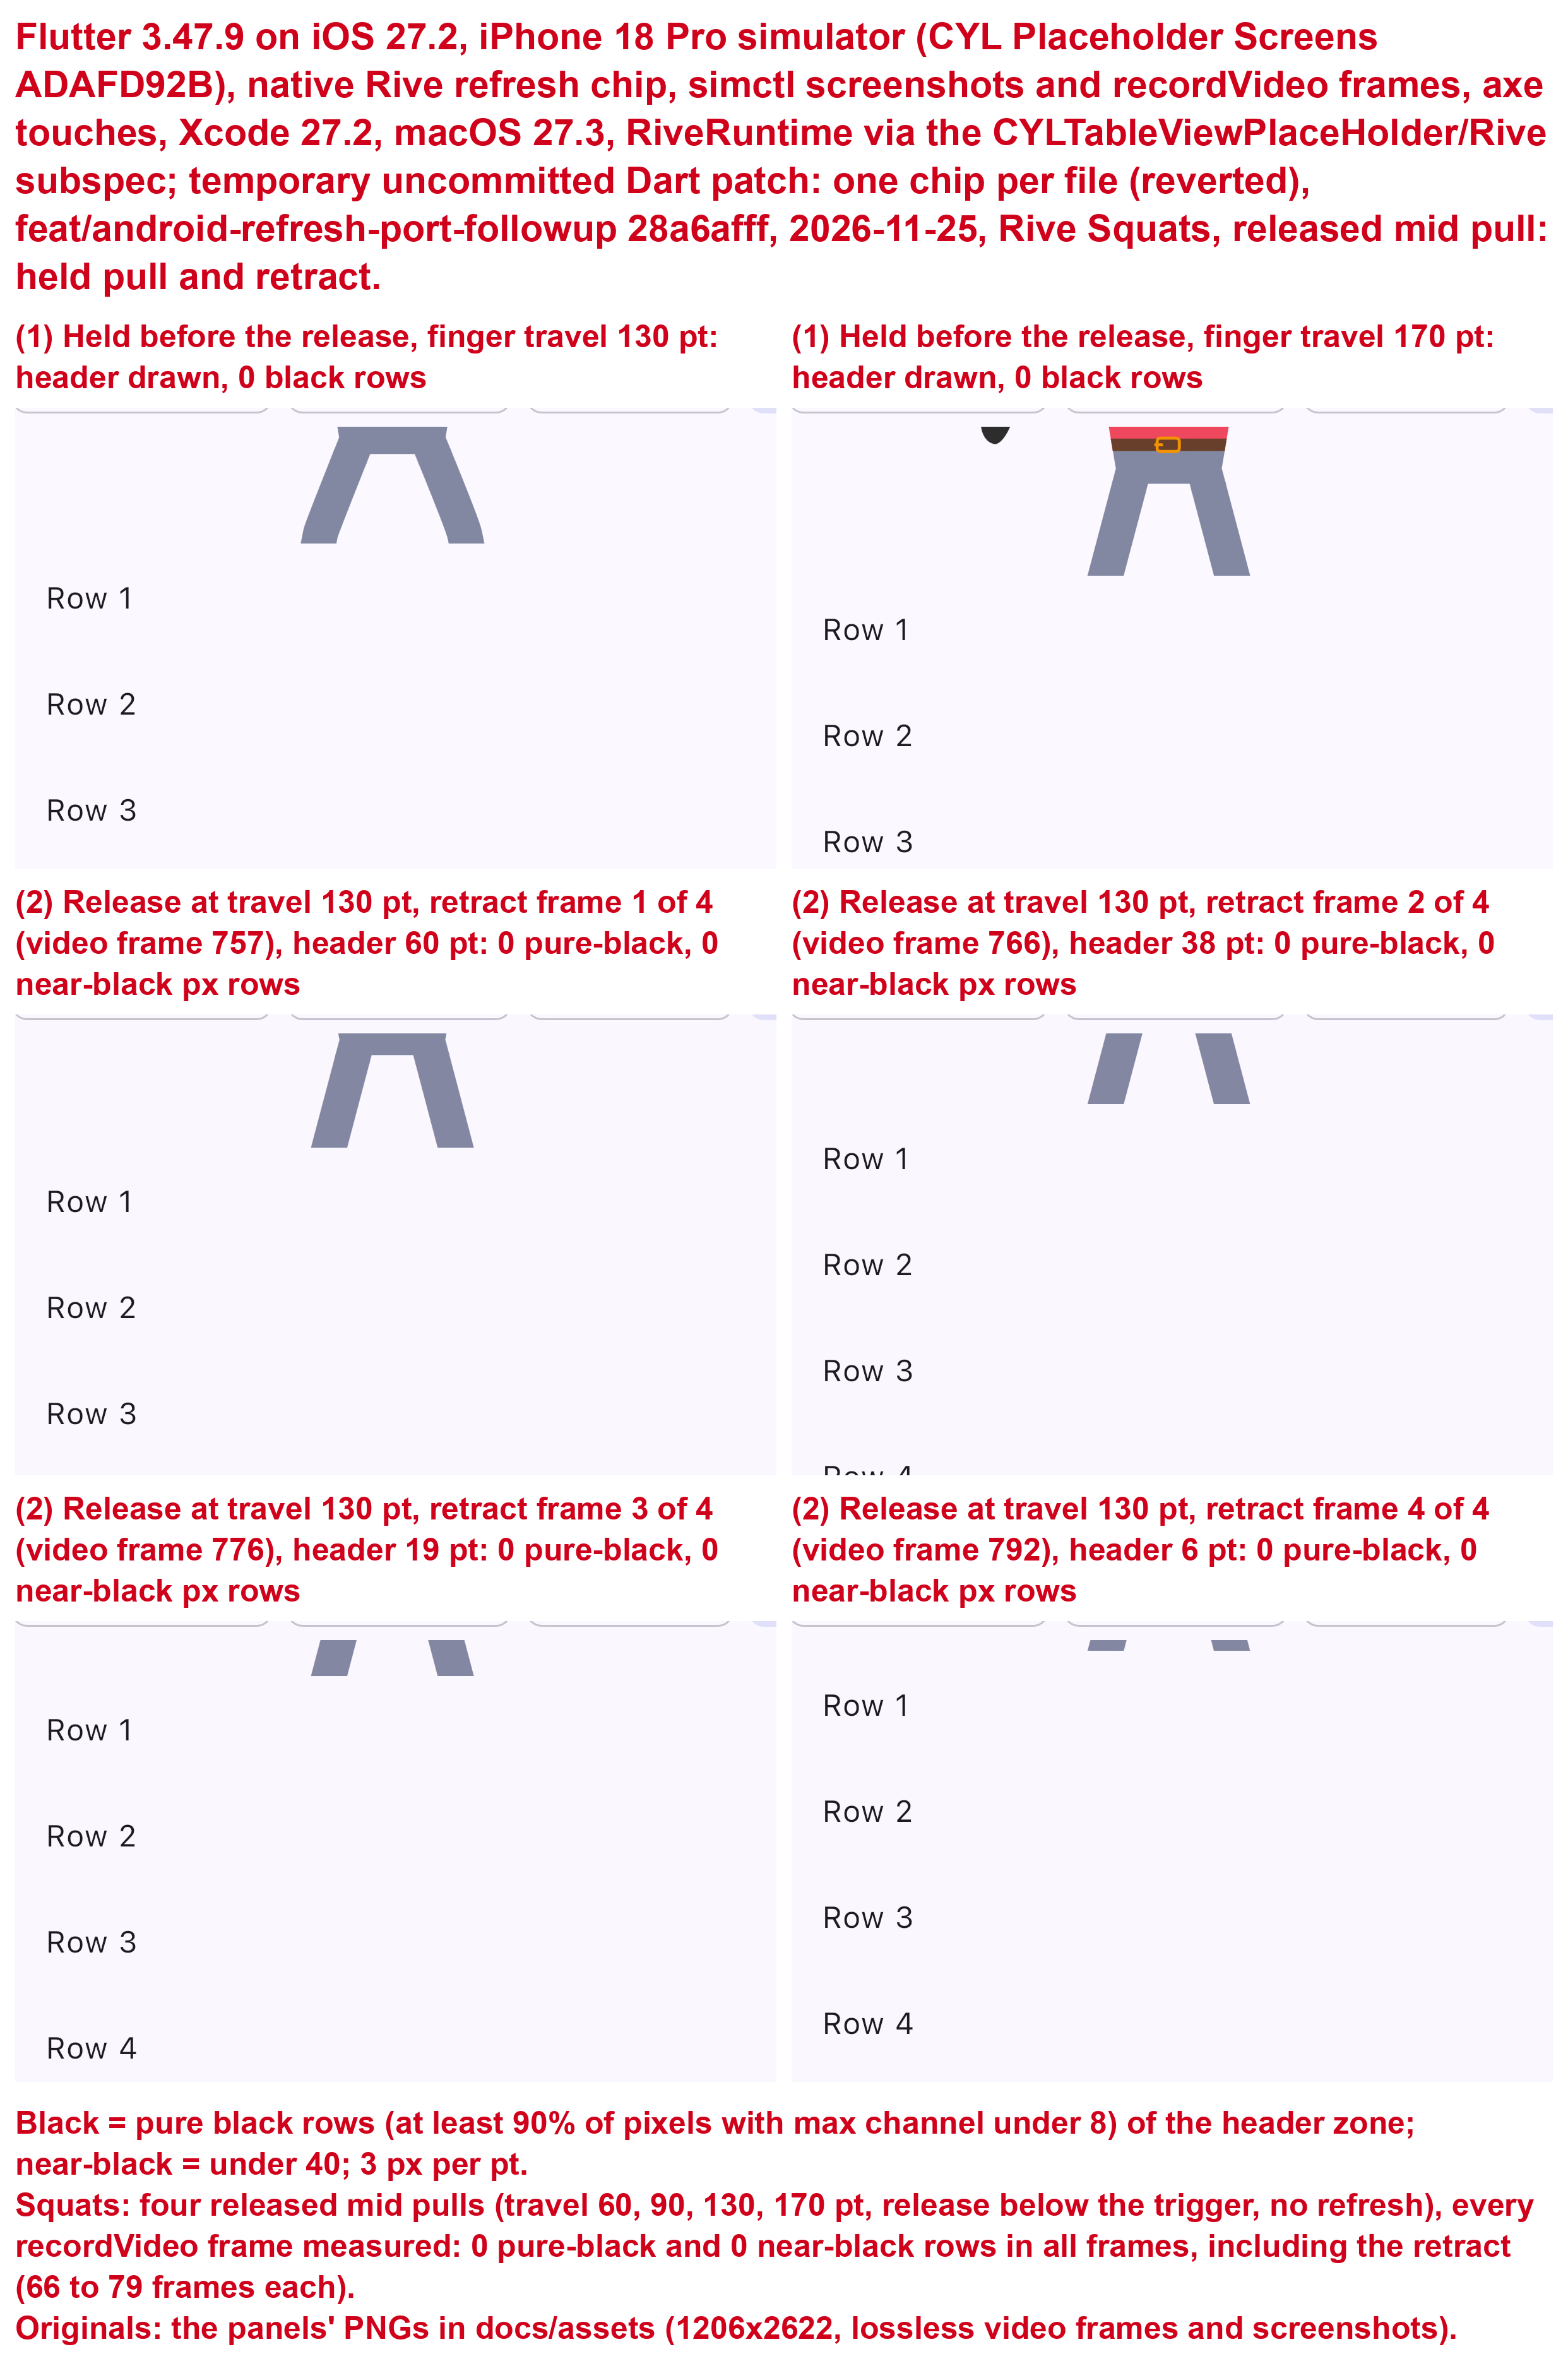 Flutter 3.47.9 on iOS 27.2, iPhone 18 Pro simulator (CYL Placeholder Screens
ADAFD92B), native Rive refresh chip, simctl screenshots and recordVideo frames, axe
touches, Xcode 27.2, macOS 27.3, RiveRuntime via the CYLTableViewPlaceHolder/Rive
subspec; temporary uncommitted Dart patch: one chip per file (reverted),
feat/android-refresh-port-followup 28a6afff, 2026-11-25, Rive Squats, released mid pull:
held pull and retract.
(1) Held before the release, finger travel 130 pt:
header drawn, 0 black rows
Row 1
Row 2
Row 3
(1) Held before the release, finger travel 170 pt:
header drawn, 0 black rows
Row 1
Row 2
Row 3
(2) Release at travel 130 pt, retract frame 1 of 4
(video frame 757), header 60 pt: 0 pure-black, 0
near-black px rows
Row 1
Row 2
Row 3
(2) Release at travel 130 pt, retract frame 2 of 4
(video frame 766), header 38 pt: 0 pure-black, 0
near-black px rows
Row 1
Row 2
Row 3
Row 4
(2) Release at travel 130 pt, retract frame 3 of 4
(video frame 776), header 19 pt: 0 pure-black, 0
near-black px rows
Row 1
Row 2
Row 3
Row 4
(2) Release at travel 130 pt, retract frame 4 of 4
(video frame 792), header 6 pt: 0 pure-black, 0
near-black px rows
Row 1
Row 2
Row 3
Row 4
Black = pure black rows (at least 90% of pixels with max channel under 8) of the header zone;
near-black = under 40; 3 px per pt.
Squats: four released mid pulls (travel 60, 90, 130, 170 pt, release below the trigger, no refresh), every
recordVideo frame measured: 0 pure-black and 0 near-black rows in all frames, including the retract
(66 to 79 frames each).
Originals: the panels' PNGs in docs/assets (1206x2622, lossless video frames and screenshots).